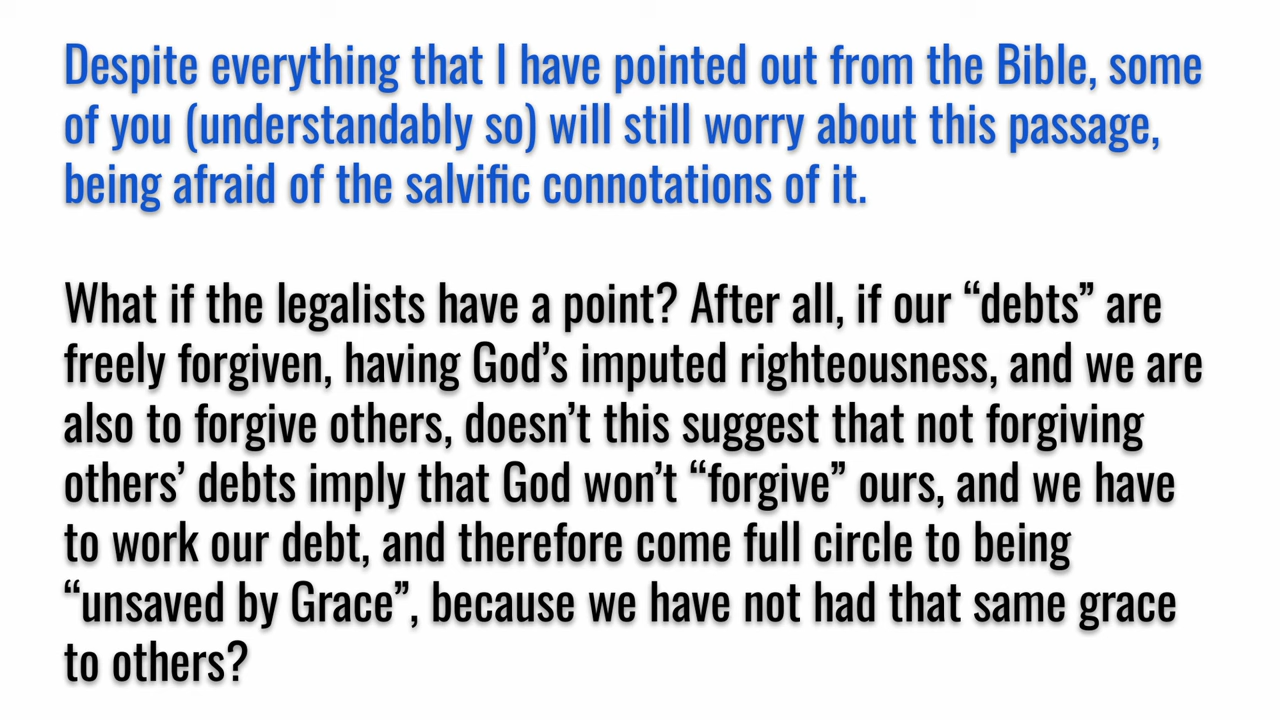 Despite everything that I have pointed out from the Bible, some
of you (understandably so) will still worry about this passage,
being afraid of the salvific connotations of it.
What if the legalists have a point? After all, if our “debts” are
freely forgiven, having God’s imputed righteousness, and we are
also to forgive others, doesn’t this suggest that not forgiving
others’ debts imply that God won’t “forgive” ours, and we have
to work our debt, and therefore come full circle to being
“unsaved by Grace”, because we have not had that same grace
to others?